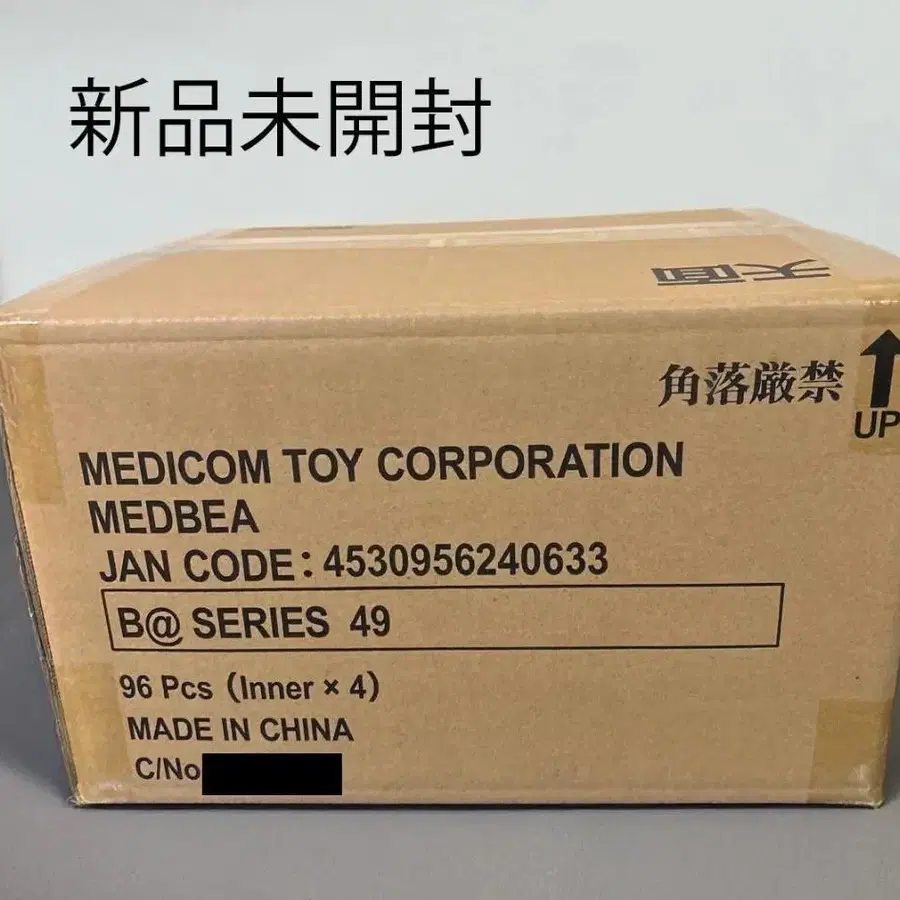 新品未開封
天面
角落厳禁
UP
MEDICOM TOY CORPORATION
MEDBEA
JAN CODE : 4530956240633
B@ SERIES 49
96 Pcs (Inner × 4)
MADE IN CHINA
C/No